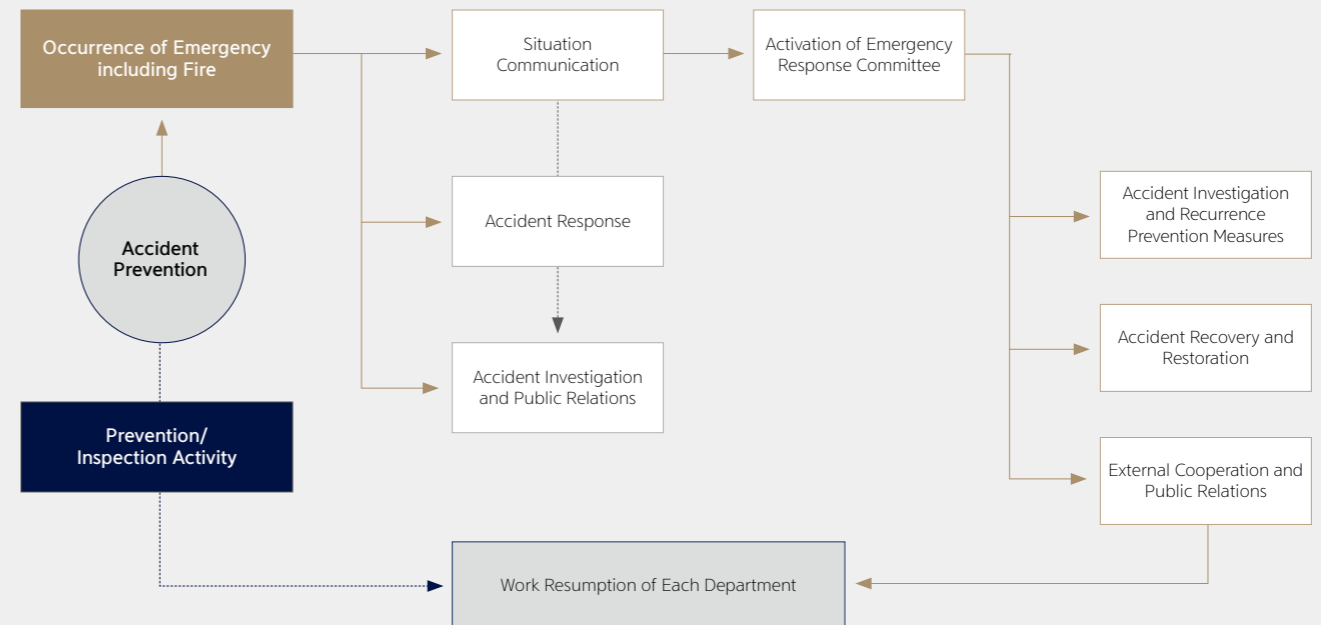 Occurrence of Emergency
including Fire
Situation
Communication
Activation of Emergency
Response Committee
Accident
Prevention
Accident Response
Accident Investigation
and Recurrence
Prevention Measures
Accident Investigation
and Public Relations
Accident Recovery and
Restoration
Prevention/
Inspection Activity
External Cooperation and
Public Relations
Work Resumption of Each Department